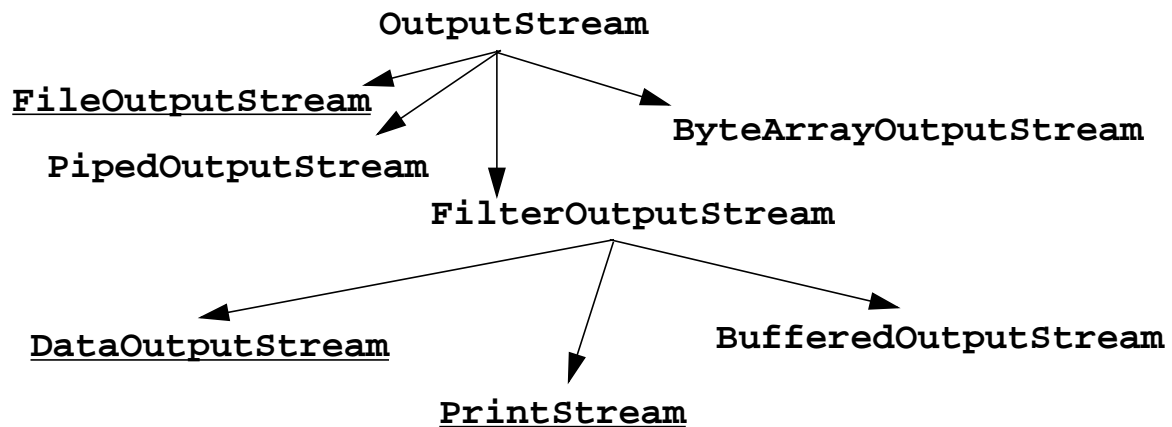 OutputStream
FileOutputStream
ByteArrayOutputStream
PipedOutputStream
FilterOutputStream
DataOutputStream
BufferedOutputStream
PrintStream